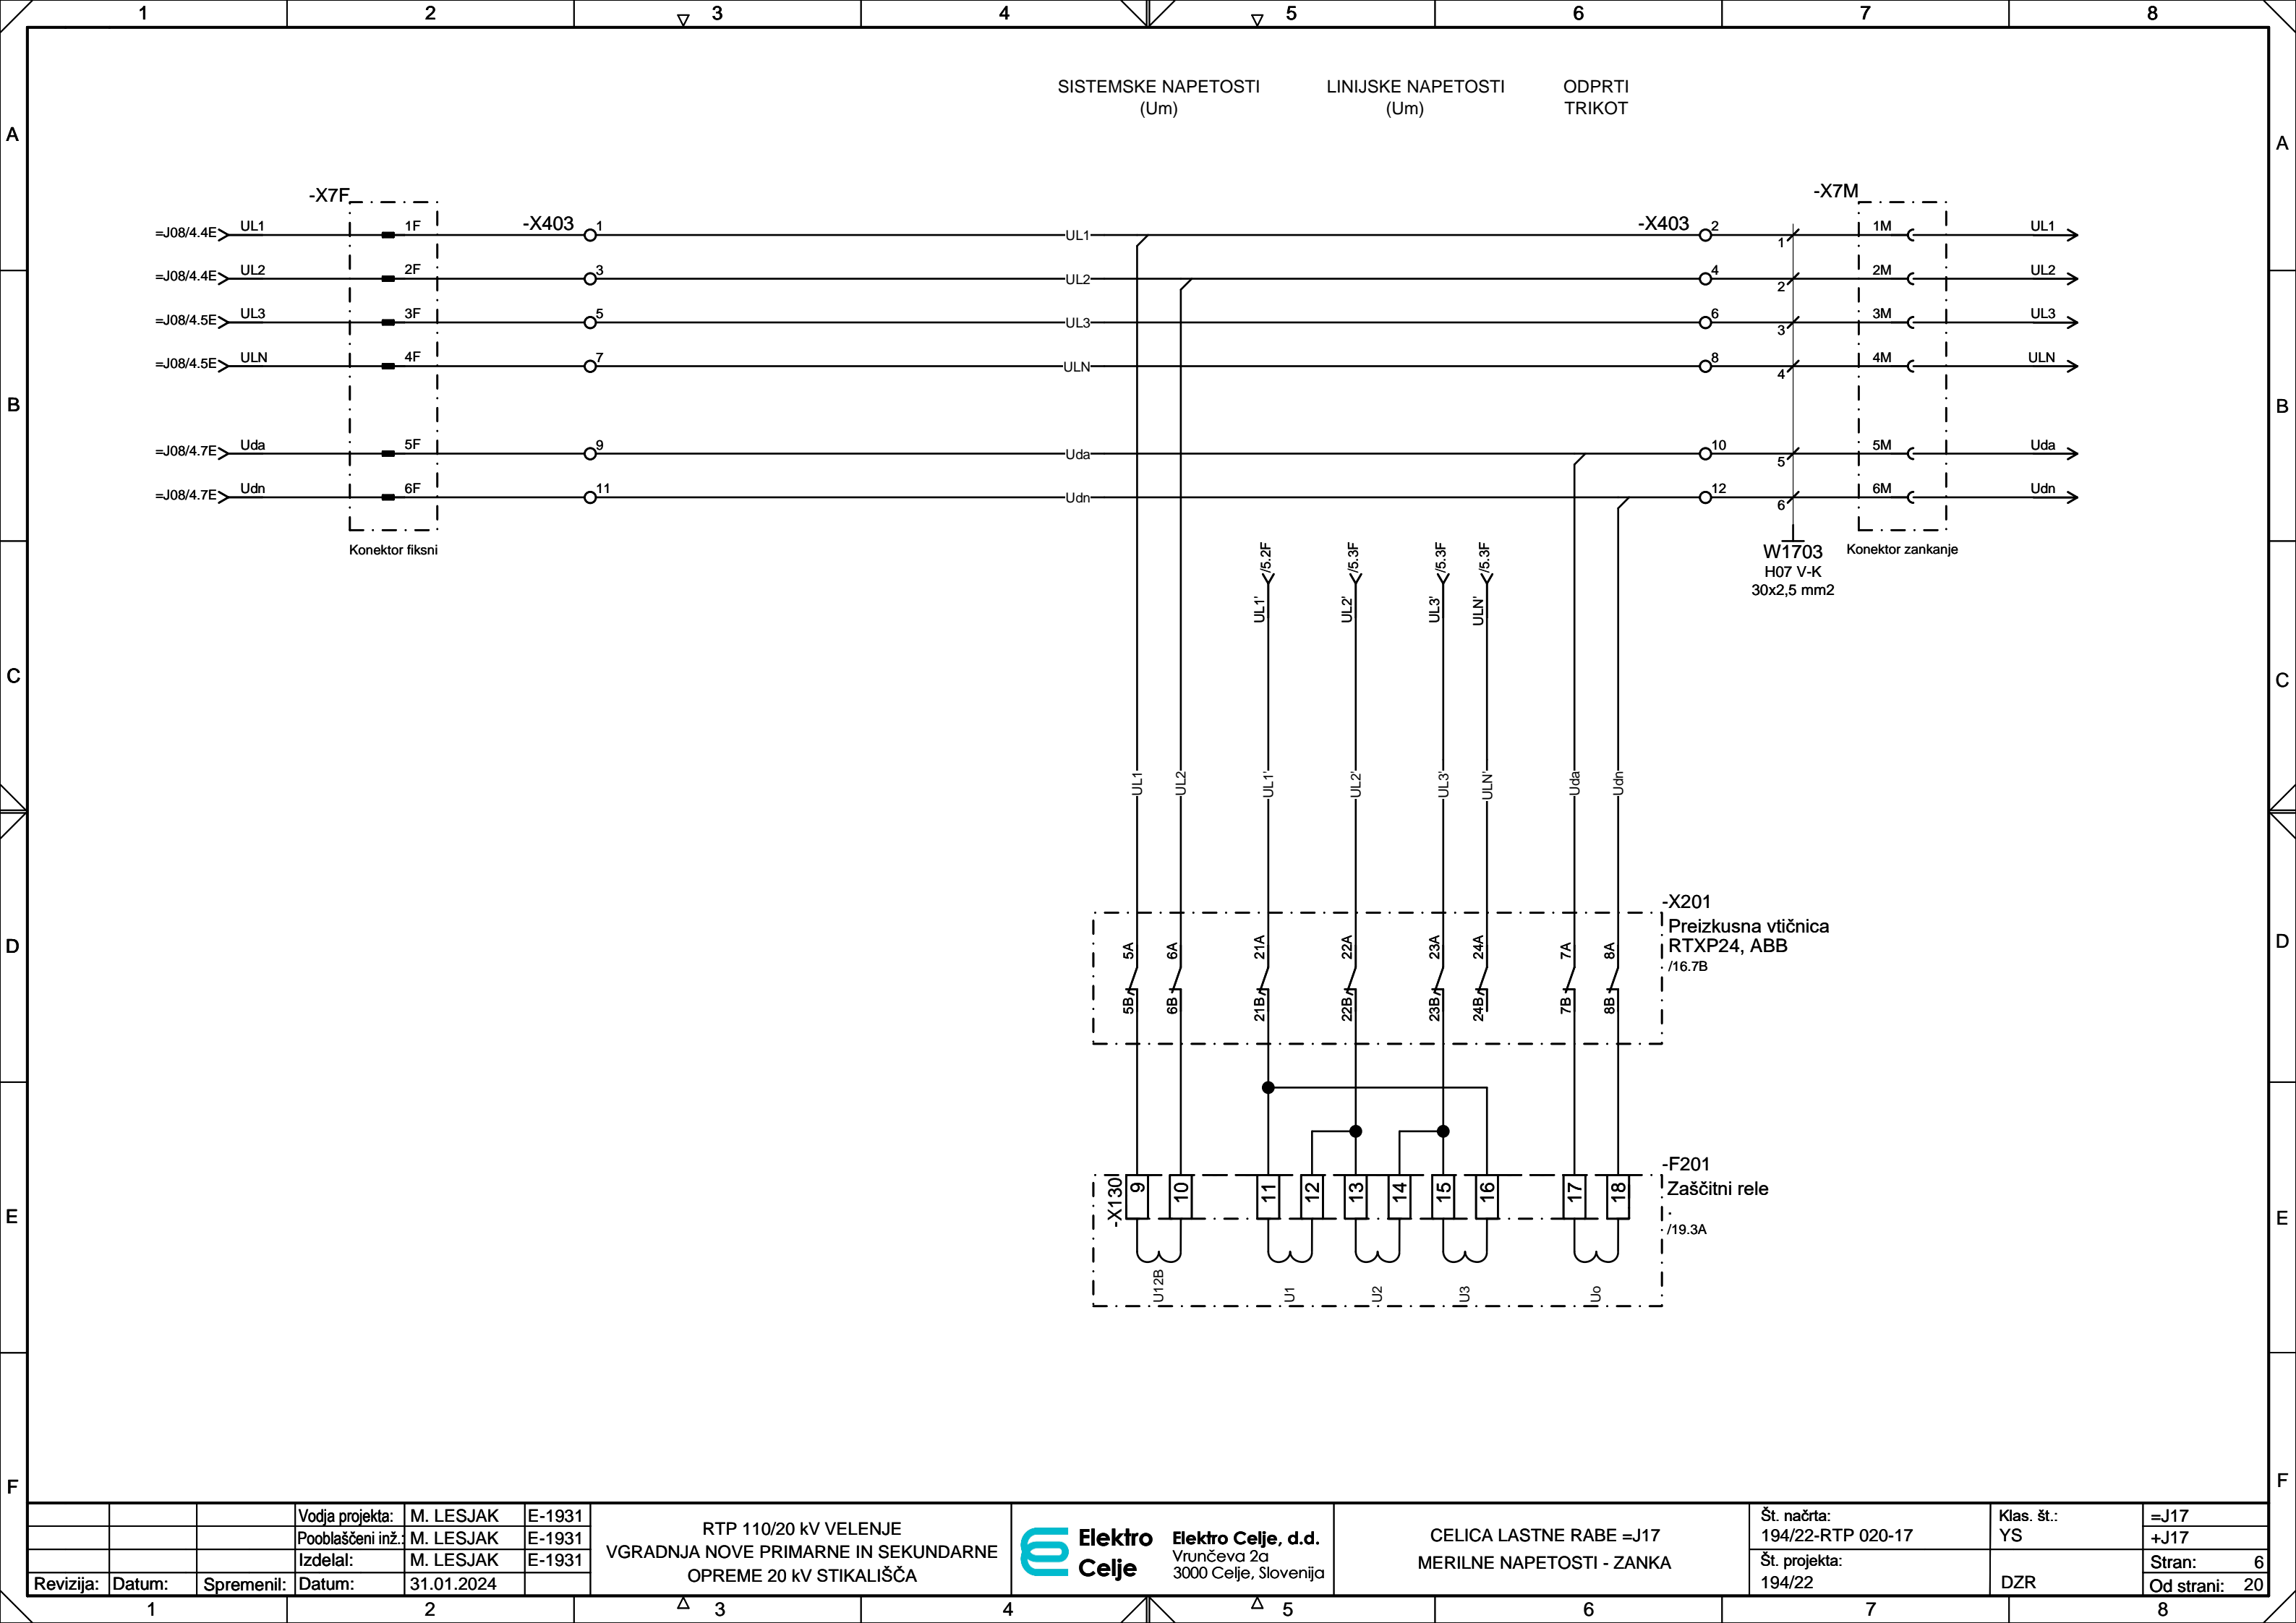 1 2 3 4 5 6 7 8
SISTEMSKE NAPETOSTI
(Um)
LINIJSKE NAPETOSTI
(Um)
ODPRTI
TRIKOT
A A
-X7F -X403 -X403 -X7M
=J08/4.4E UL1 1F 1 UL1 2 1 1M UL1
=J08/4.4E UL2 2F 3 UL2 4 2 2M UL2
=J08/4.5E UL3 3F 5 UL3 6 3 3M UL3
=J08/4.5E ULN 4F 7 ULN 8 4 4M ULN
B B
=J08/4.7E Uda 5F 9 Uda 10 5 5M Uda
=J08/4.7E Udn 6F 11 Udn 12 6 6M Udn
Konektor fiksni
Konektor zankanje
W1703
H07 V-K
30x2,5 mm2
/5.2F /5.3F /5.3F /5.3F
UL1' UL2' UL3' ULN'
C C
UL1 UL2 UL1' UL2' UL3' ULN' Uda Udn
-X201
Preizkusna vtičnica
RTXP24, ABB
/16.7B
D D
5A 6A 21A 22A 23A 24A 7A 8A
5B 6B 21B 22B 23B 24B 7B 8B
-F201
Zaščitni rele
.
/19.3A
E E
-X130 9 10 11 12 13 14 15 16 17 18
U12B U1 U2 U3 Uo
F F
Vodja projekta: M. LESJAK E-1931
Pooblaščeni inž.: M. LESJAK E-1931
Izdelal: M. LESJAK E-1931
Revizija: Datum: Spremenil: Datum: 31.01.2024
RTP 110/20 kV VELENJE
VGRADNJA NOVE PRIMARNE IN SEKUNDARNE
OPREME 20 kV STIKALIŠČA
Elektro
Celje
Elektro Celje, d.d.
Vrunčeva 2a
3000 Celje, Slovenija
CELICA LASTNE RABE =J17
MERILNE NAPETOSTI - ZANKA
Št. načrta:
194/22-RTP 020-17
Št. projekta:
194/22
Klas. št.:
YS
DZR
=J17
+J17
Stran: 6
Od strani: 20
1 2 3 4 5 6 7 8